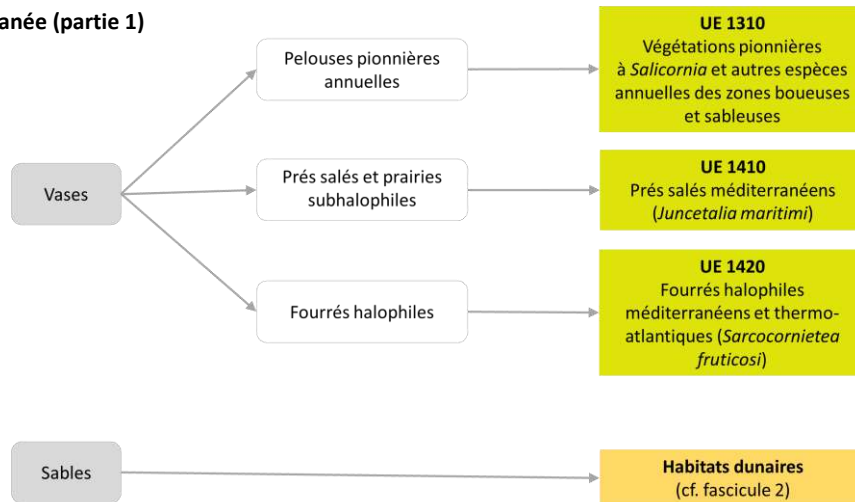 anée (partie 1)
Pelouses pionnières
annuelles
UE 1310
Végétations pionnières
à Salicornia et autres espèces
annuelles des zones boueuses
et sableuses
Vases
Prés salés et prairies
subhalophiles
UE 1410
Prés salés méditerranéens
(Juncetalia maritimi)
Fourrés halophiles
UE 1420
Fourrés halophiles
méditerranéens et thermo-
atlantiques (Sarcocornietea
fruticosi)
Sables
Habitats dunaires
(cf. fascicule 2)